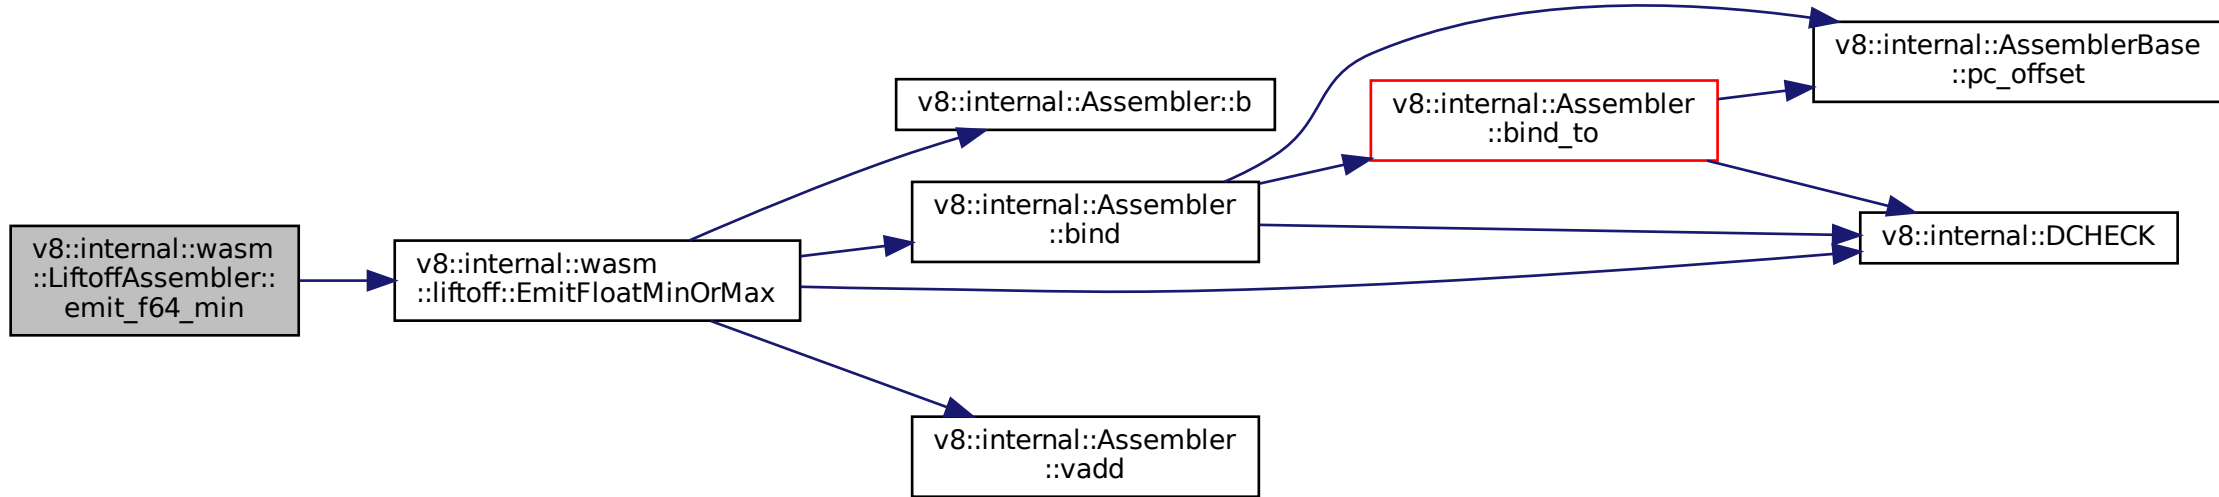 v8::internal::wasm
::LiftoffAssembler::
emit_f64_min
v8::internal::wasm
::liftoff::EmitFloatMinOrMax
v8::internal::Assembler::b
v8::internal::Assembler
::bind
v8::internal::Assembler
::vadd
v8::internal::Assembler
::bind_to
v8::internal::AssemblerBase
::pc_offset
v8::internal::DCHECK